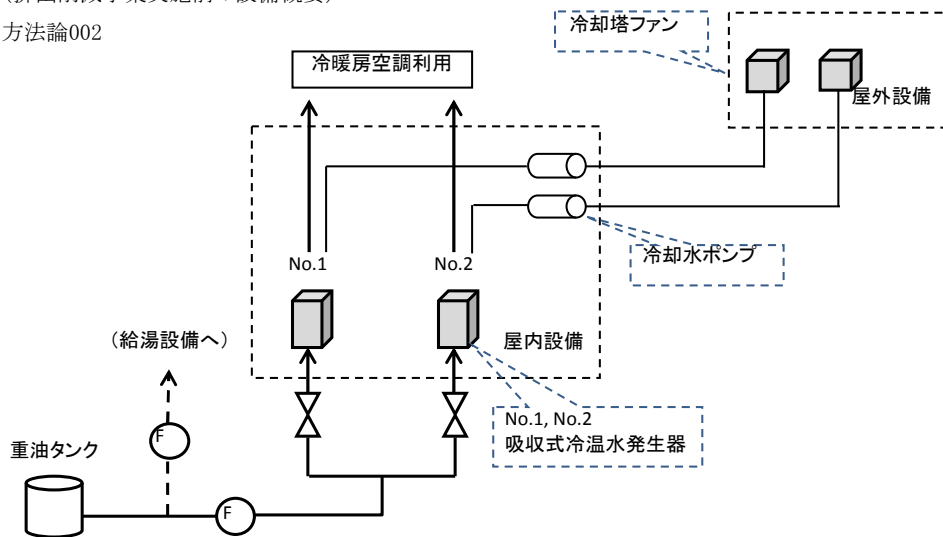 方法論002
冷却塔ファン
冷暖房空調利用
屋外設備
冷却水ポンプ
No.1
No.2
(給湯設備へ)
屋内設備
No.1, No.2
吸収式冷温水発生器
重油タンク
F
F